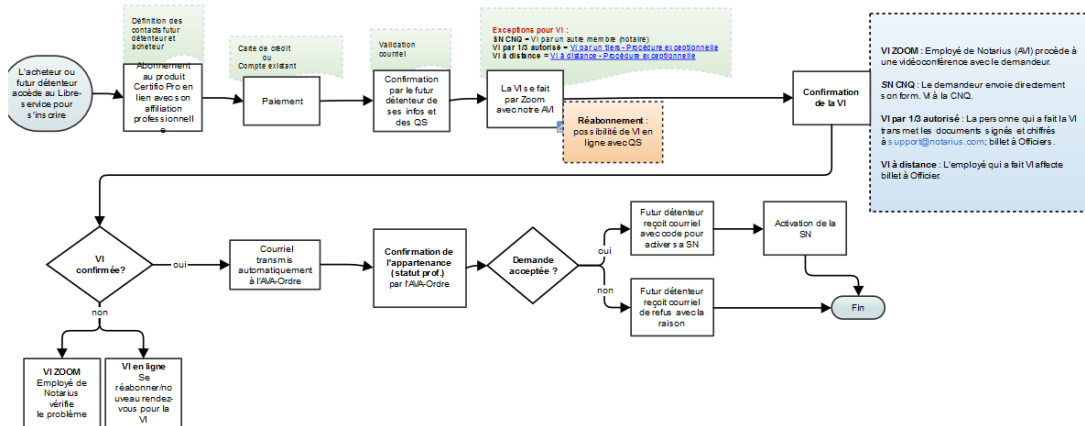 Définition des
contacts futur
détenteur et
acheteur
Carte de crédit
ou
Compte existant
Validation
courriel
Exceptions pour VI :
SN CNQ = VI par un autre membre (notaire)
VI par 1/3 autorisé = VI par un tiers - Procédure exceptionnelle
VI à distance = VI à distance - Procédure exceptionnelle
L'acheteur ou
futur détenteur
accède au Libre-
service pour
s'inscrire
Abonnement
au produit
Certifio Pro en
lien avec son
affiliation
professionnell
e
Paiement
Confirmation
par le futur
détenteur de
ses infos et
des QS
La VI se fait
par Zoom
avec notre AVI
Réabonnement :
possibilité de VI en
ligne avec QS
Confirmation
de la VI
VI ZOOM : Employé de Notarius (AVI) procède à
une vidéoconférence avec le demandeur.
SN CNQ : Le demandeur envoie directement
son form. VI à la CNQ.
VI par 1/3 autorisé : La personne qui a fait la VI
transmet les documents signés et chiffrés
à support@notarius.com; billet à Officiers.
VI à distance : L'employé qui a fait VI affecte
billet à Officier.
VI
confirmée?
oui
Courriel
transmis
automatiquement
à l'AVA-Ordre
Confirmation de
l'appartenance
(statut prof.)
par l'AVA-Ordre
Demande
acceptée ?
oui
Futur détenteur
reçoit courriel
avec code pour
activer sa SN
Activation de la
SN
non
Futur détenteur
reçoit courriel
de refus avec la
raison
Fin
non
VI ZOOM
Employé de
Notarius
vérifie
le problème
VI en ligne
Se
réabonner/no
uveau rendez-
vous pour la
VI